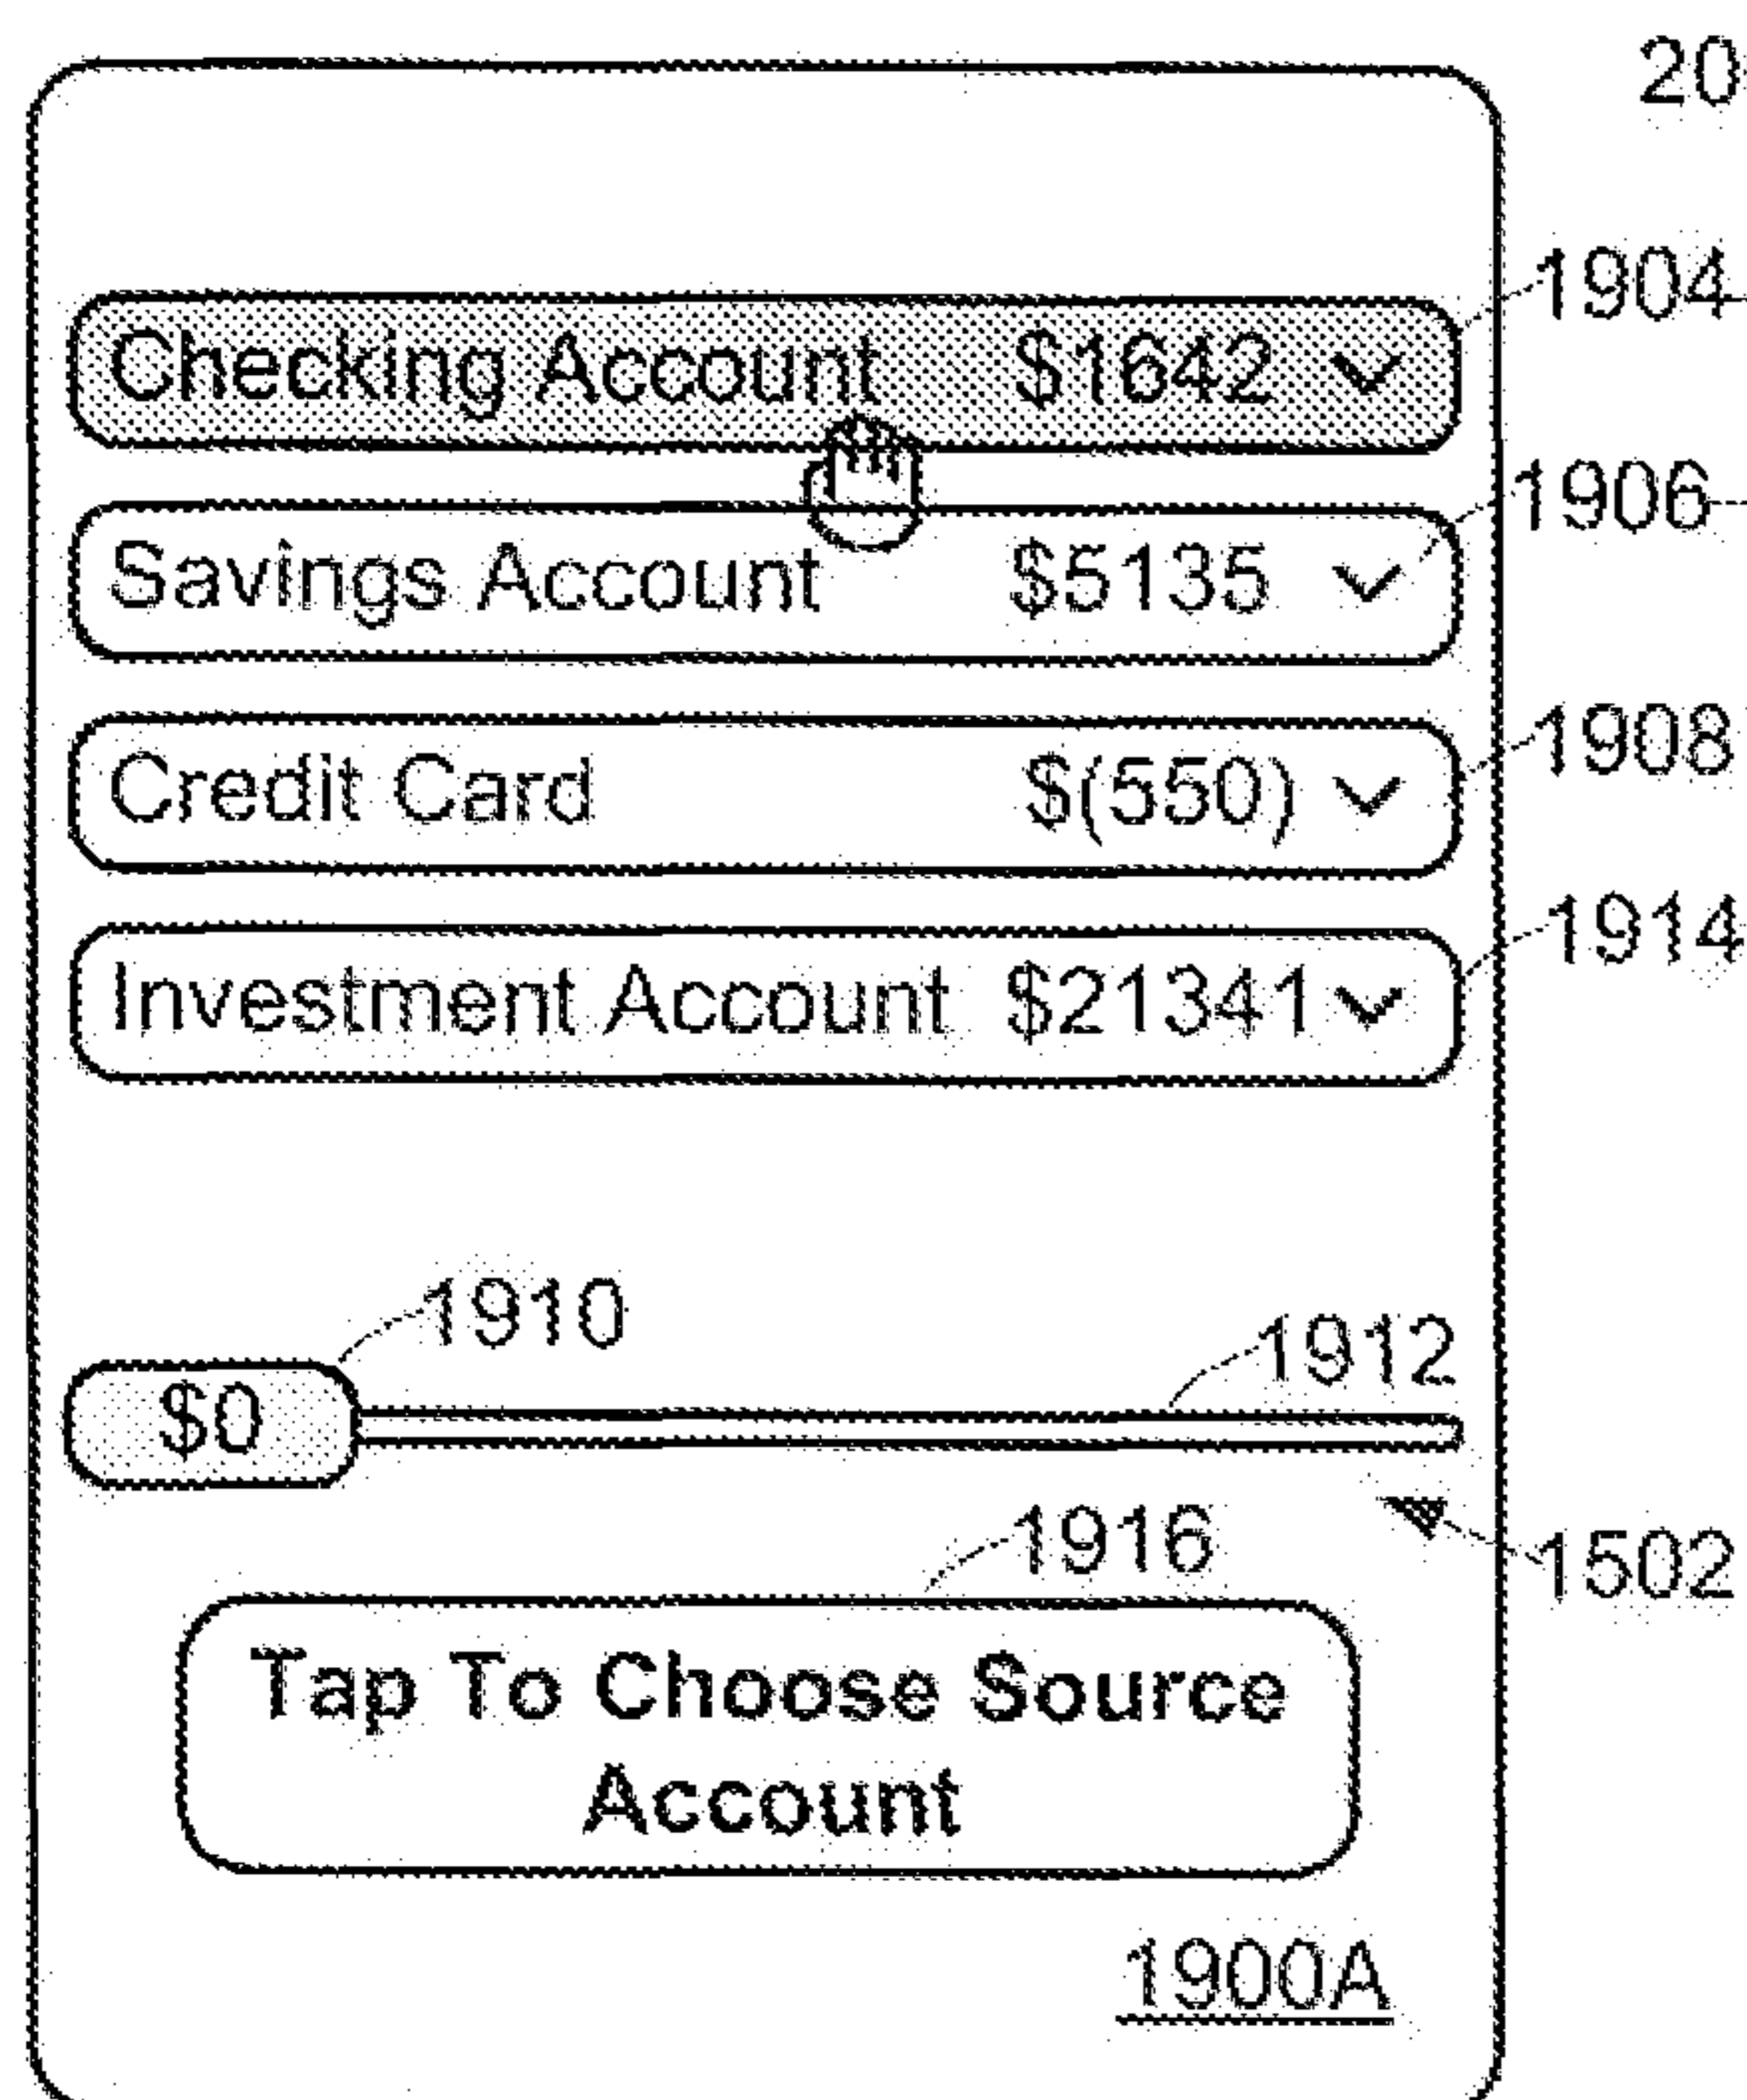 20
1904
Checking Account $1642
1906
Savings Account $5135
1908
Credit Card $(550)
1914
Investment Account $21341
1910
1912
$0
1916
1502
Tap To Choose Source
Account
1900A